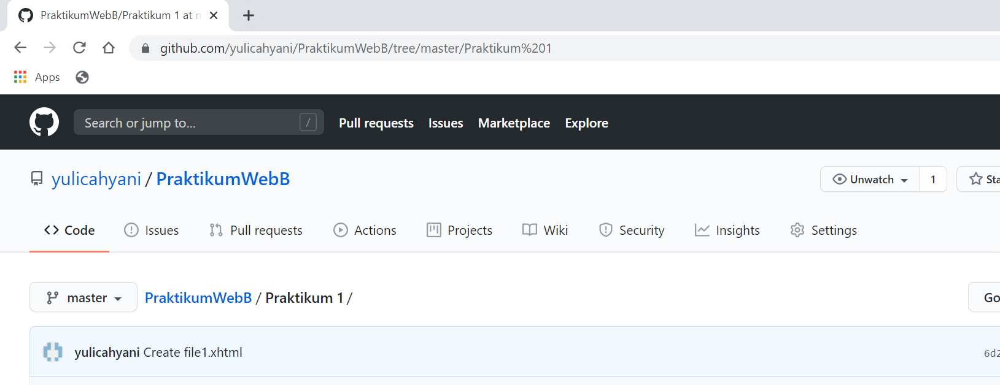 PraktikumWebB/Praktikum 1 at
github.com/yulicahyani/PraktikumWebB/tree/master/Praktikum%201
Apps
Search or jump to... / Pull requests Issues Marketplace Explore
yulicahyani / PraktikumWebB Unwatch 1 Sta
Code Issues Pull requests Actions Projects Wiki Security Insights Settings
master PraktikumWebB / Praktikum 1 / Go
yulicahyani Create file1.xhtml 6d2